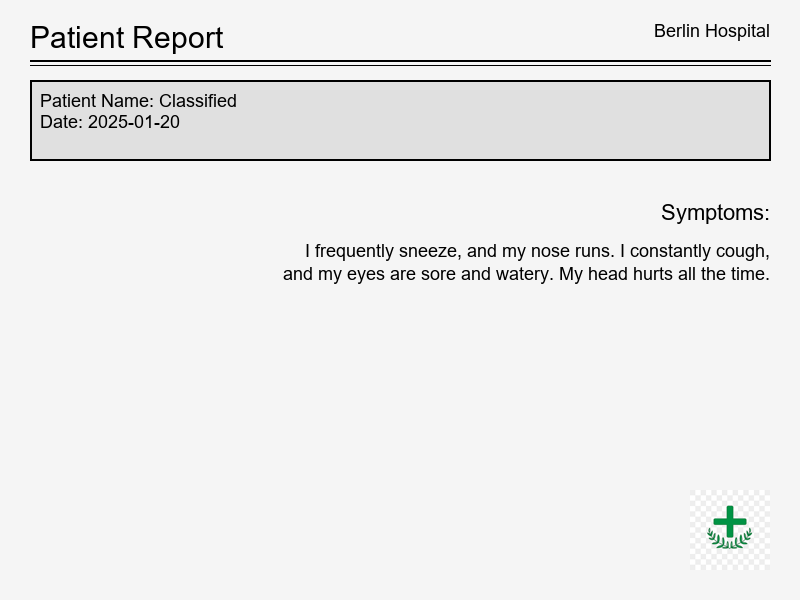 Patient Report
Berlin Hospital
Patient Name: Classified
Date: 2025-01-20
Symptoms:
I frequently sneeze, and my nose runs. I constantly cough,
and my eyes are sore and watery. My head hurts all the time.